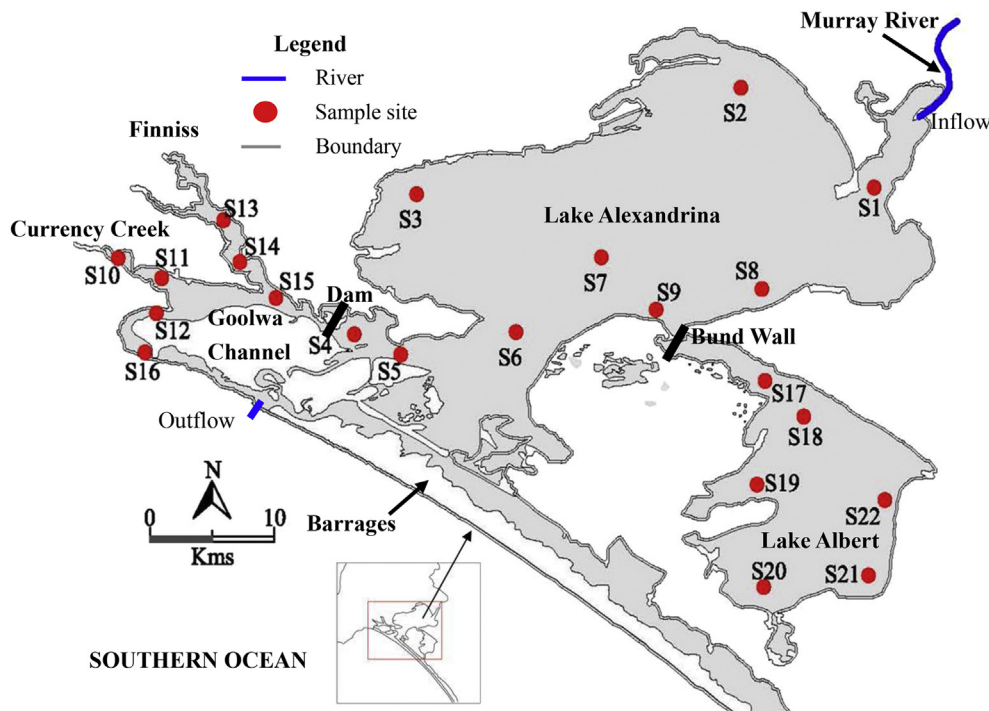 Murray River
Legend
River
Sample site
Boundary
Inflow
Finniss
S2
S1
S3
Lake Alexandrina
S13
Currency Creek
S14
S11
S10
S7
S8
S15
Dam
S9
Goolwa
S12
S4
Bund Wall
S6
Channel
S5
S16
S17
Outflow
S18
N
S19
0 10
Kms
Barrages
S22
Lake Albert
S20
S21
SOUTHERN OCEAN